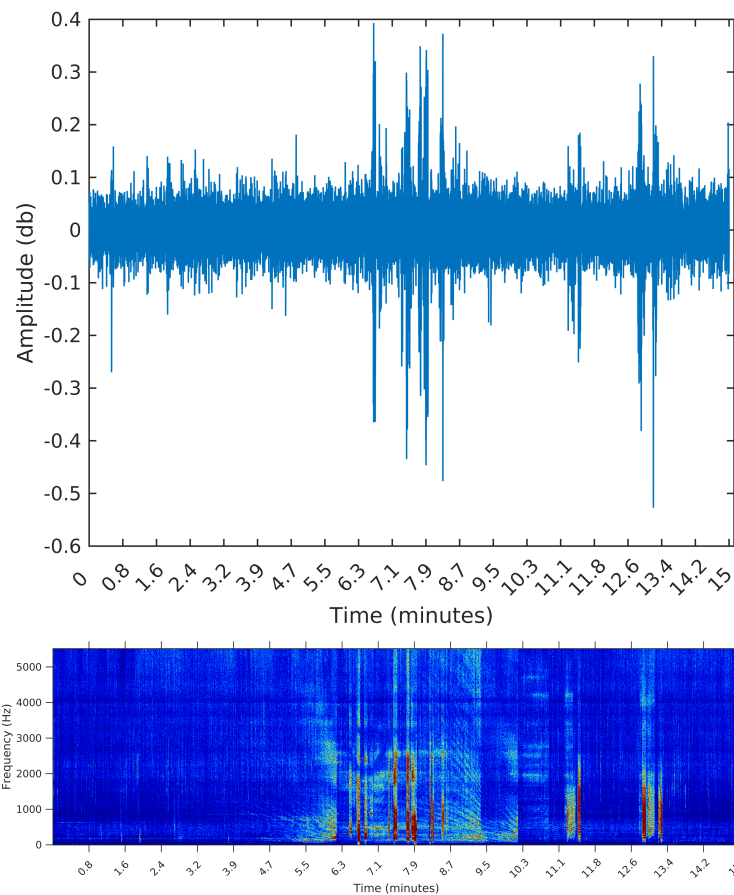 0.4
0.3
0.2
0.1
0
-0.1
-0.2
-0.3
-0.4
-0.5
-0.6
Amplitude (db)
0 0.8 1.6 2.4 3.2 3.9 4.7 5.5 6.3 7.1 7.9 8.7 9.5 10.3 11.1 11.8 12.6 13.4 14.2 15
Time (minutes)
5000
4000
3000
2000
1000
0
Frequency (Hz)
0.8 1.6 2.4 3.2 3.9 4.7 5.5 6.3 7.1 7.9 8.7 9.5 10.3 11.1 11.8 12.6 13.4 14.2
Time (minutes)